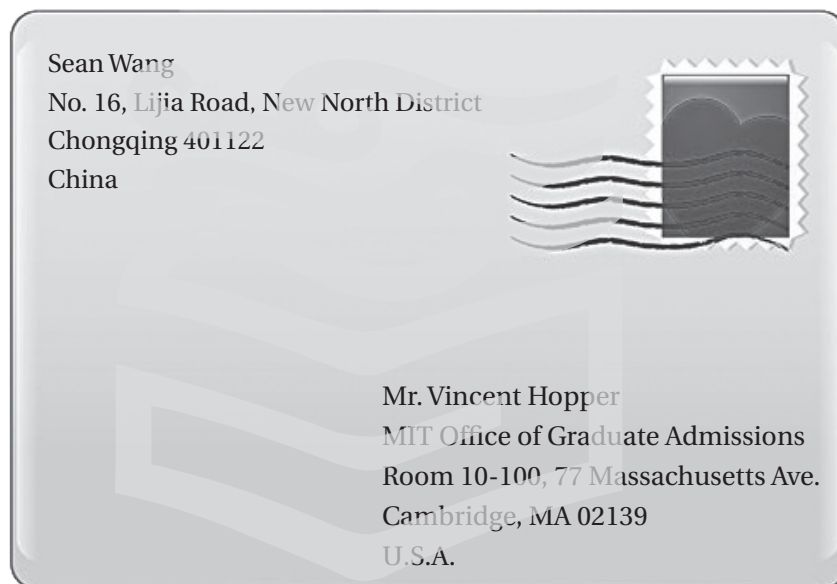 Sean Wang
No. 16, Lijia Road, New North District
Chongqing 401122
China
Mr. Vincent Hopper
MIT Office of Graduate Admissions
Room 10-100, 77 Massachusetts Ave.
Cambridge, MA 02139
U.S.A.